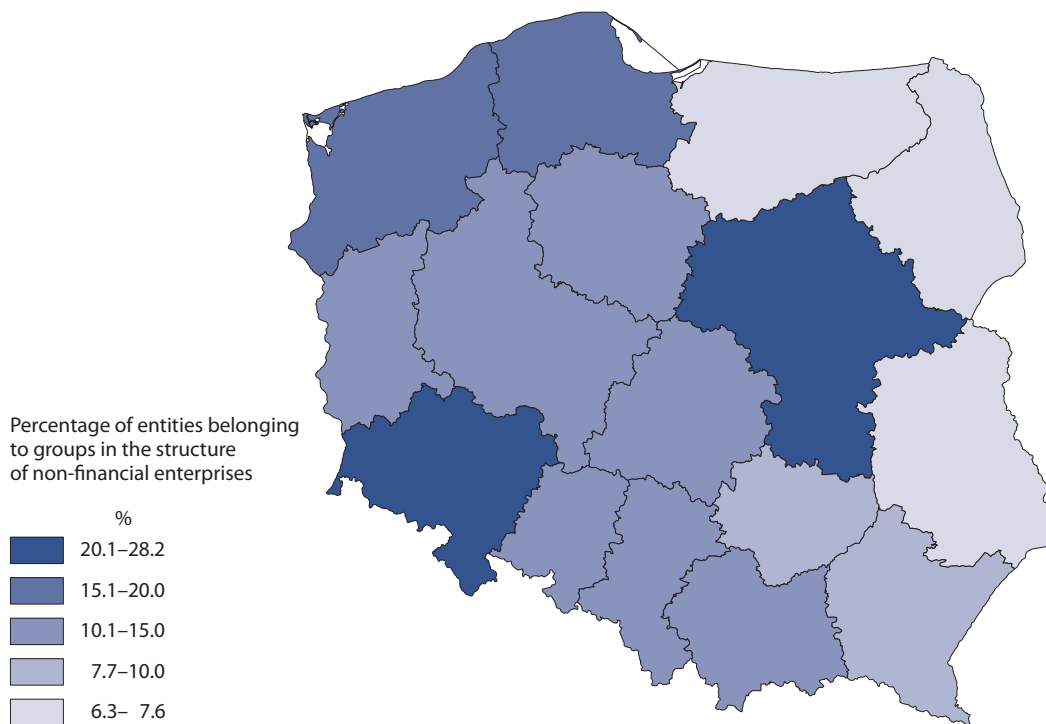 Percentage of entities belonging
to groups in the structure
of non-financial enterprises
%
20.1–28.2
15.1–20.0
10.1–15.0
7.7–10.0
6.3– 7.6